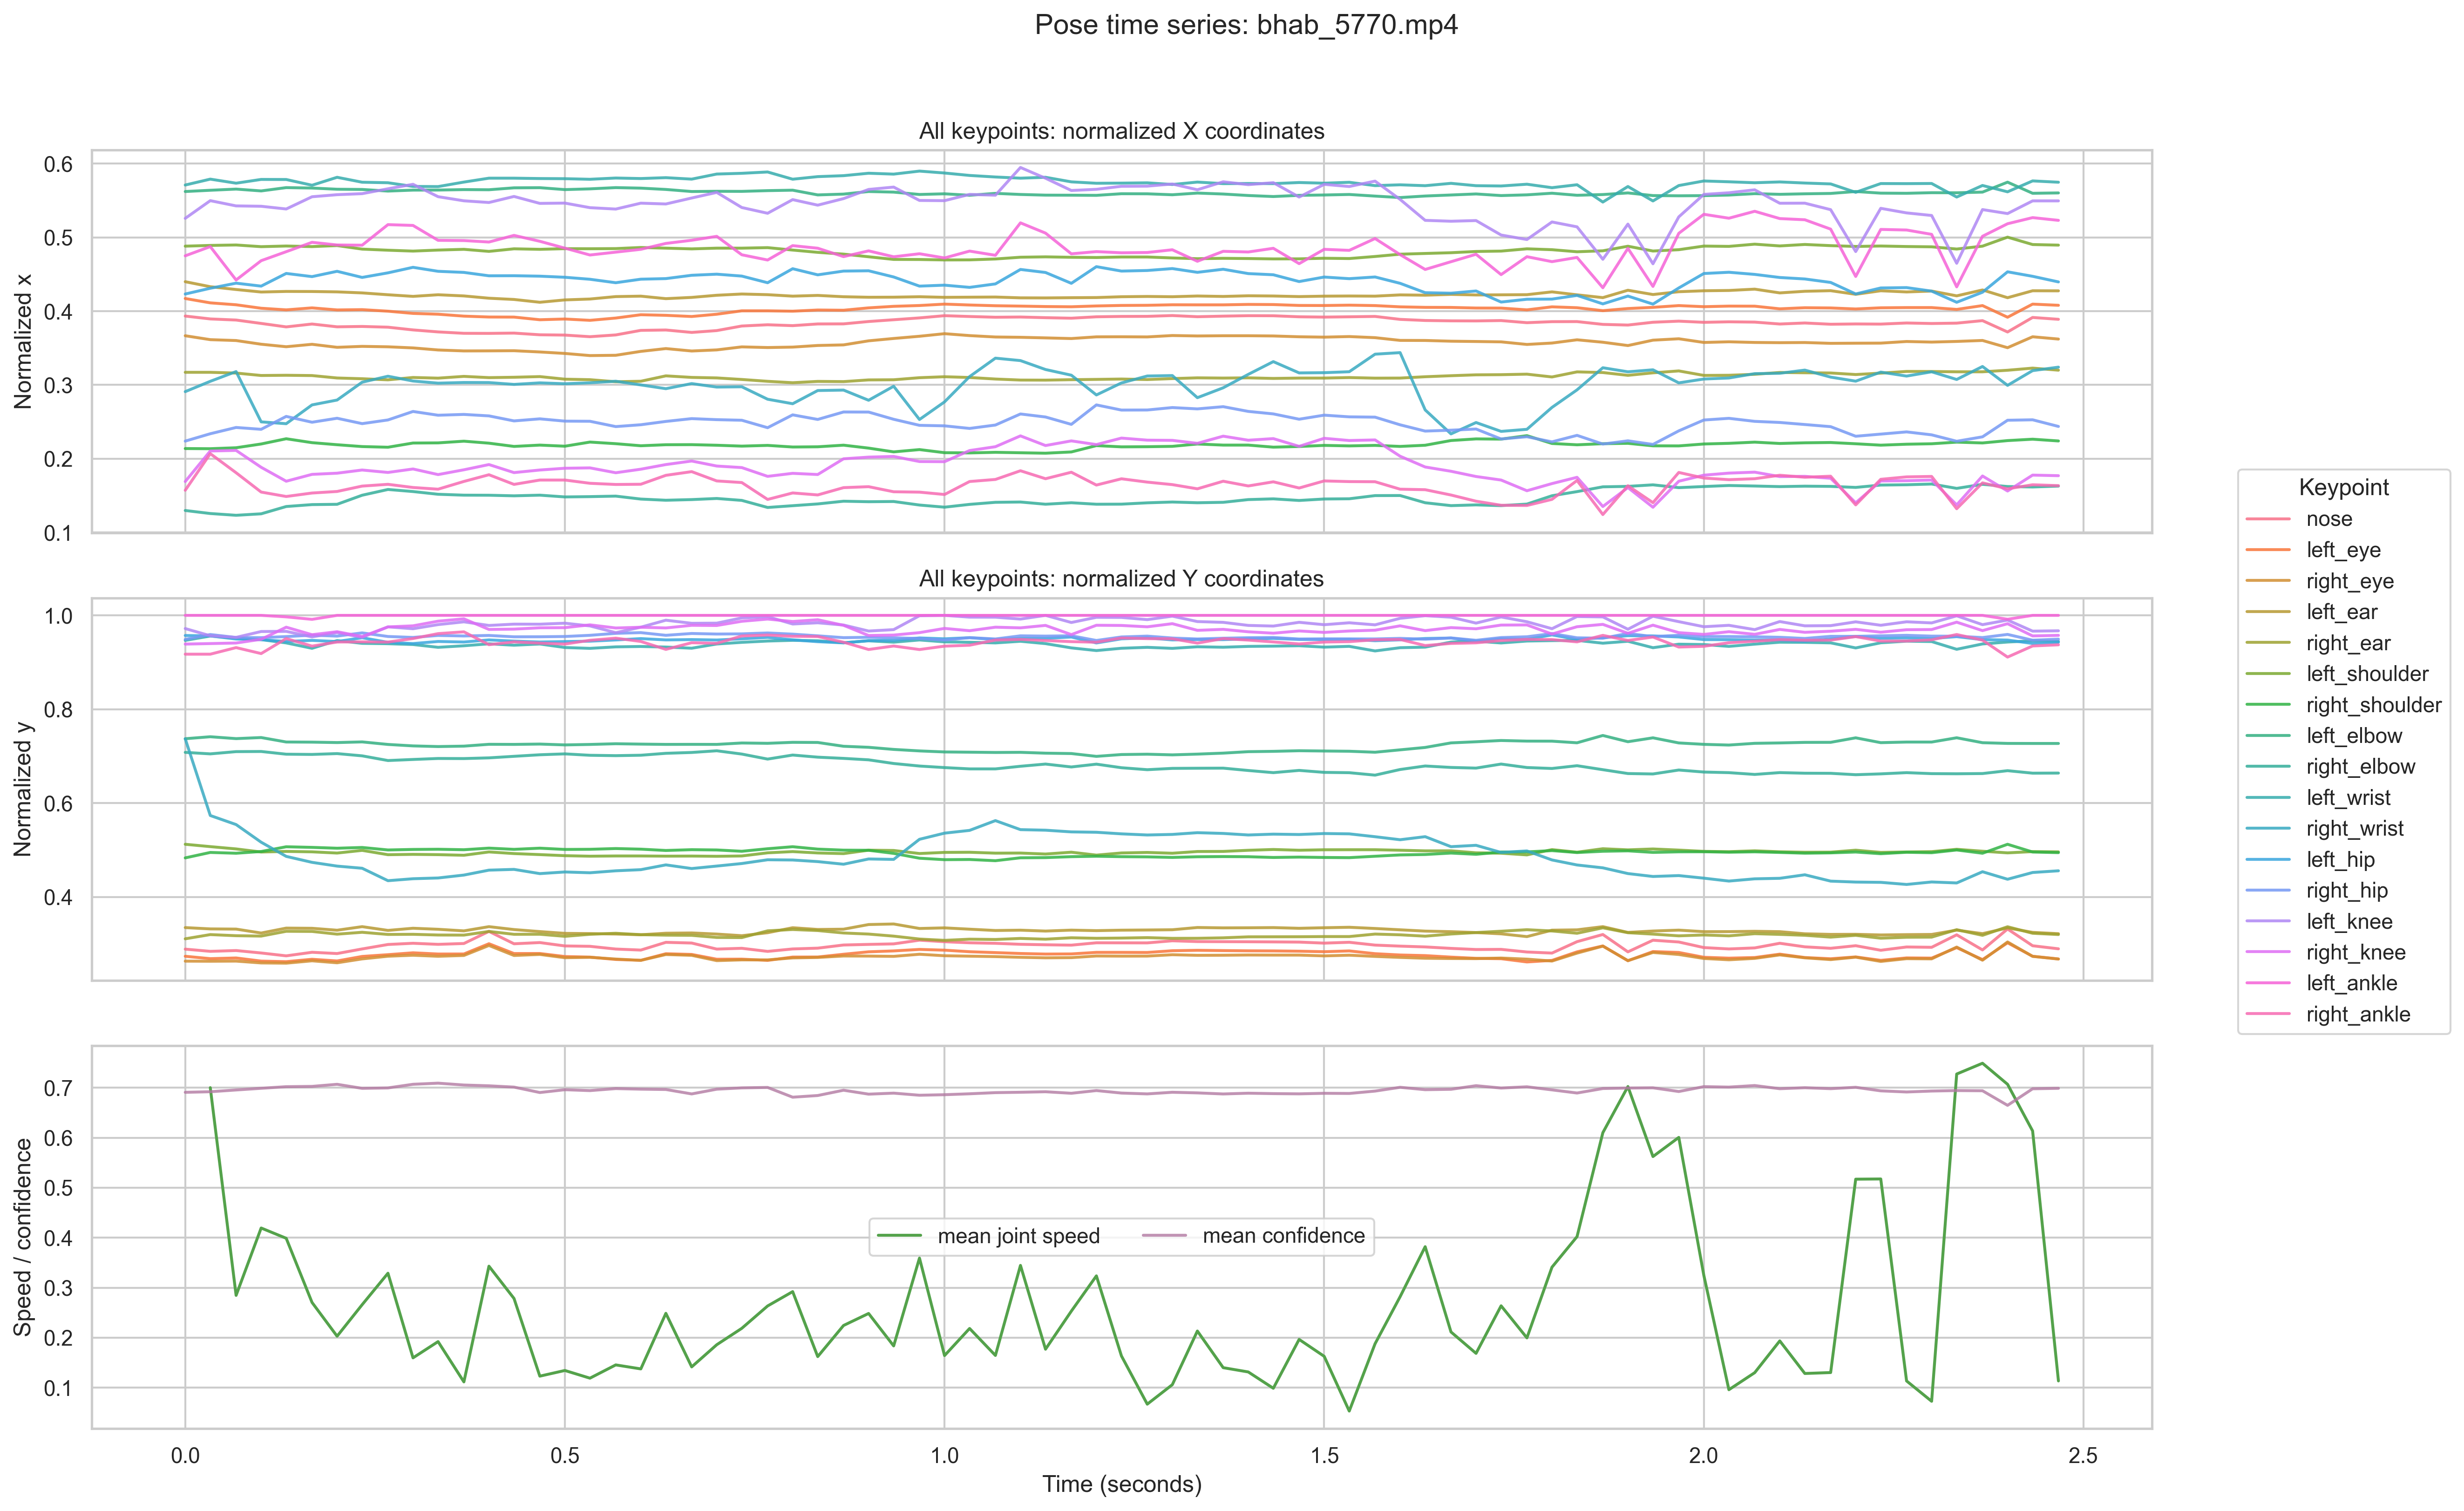 Pose time series: bhab_5770.mp4
All keypoints: normalized X coordinates
Normalized x
0.6
0.5
0.4
0.3
0.2
0.1
All keypoints: normalized Y coordinates
Normalized y
1.0
0.8
0.6
0.4
Speed / confidence
0.7
0.6
0.5
0.4
0.3
0.2
0.1
mean joint speed
mean confidence
0.0
0.5
1.0
1.5
2.0
2.5
Time (seconds)
Keypoint
nose
left_eye
right_eye
left_ear
right_ear
left_shoulder
right_shoulder
left_elbow
right_elbow
left_wrist
right_wrist
left_hip
right_hip
left_knee
right_knee
left_ankle
right_ankle